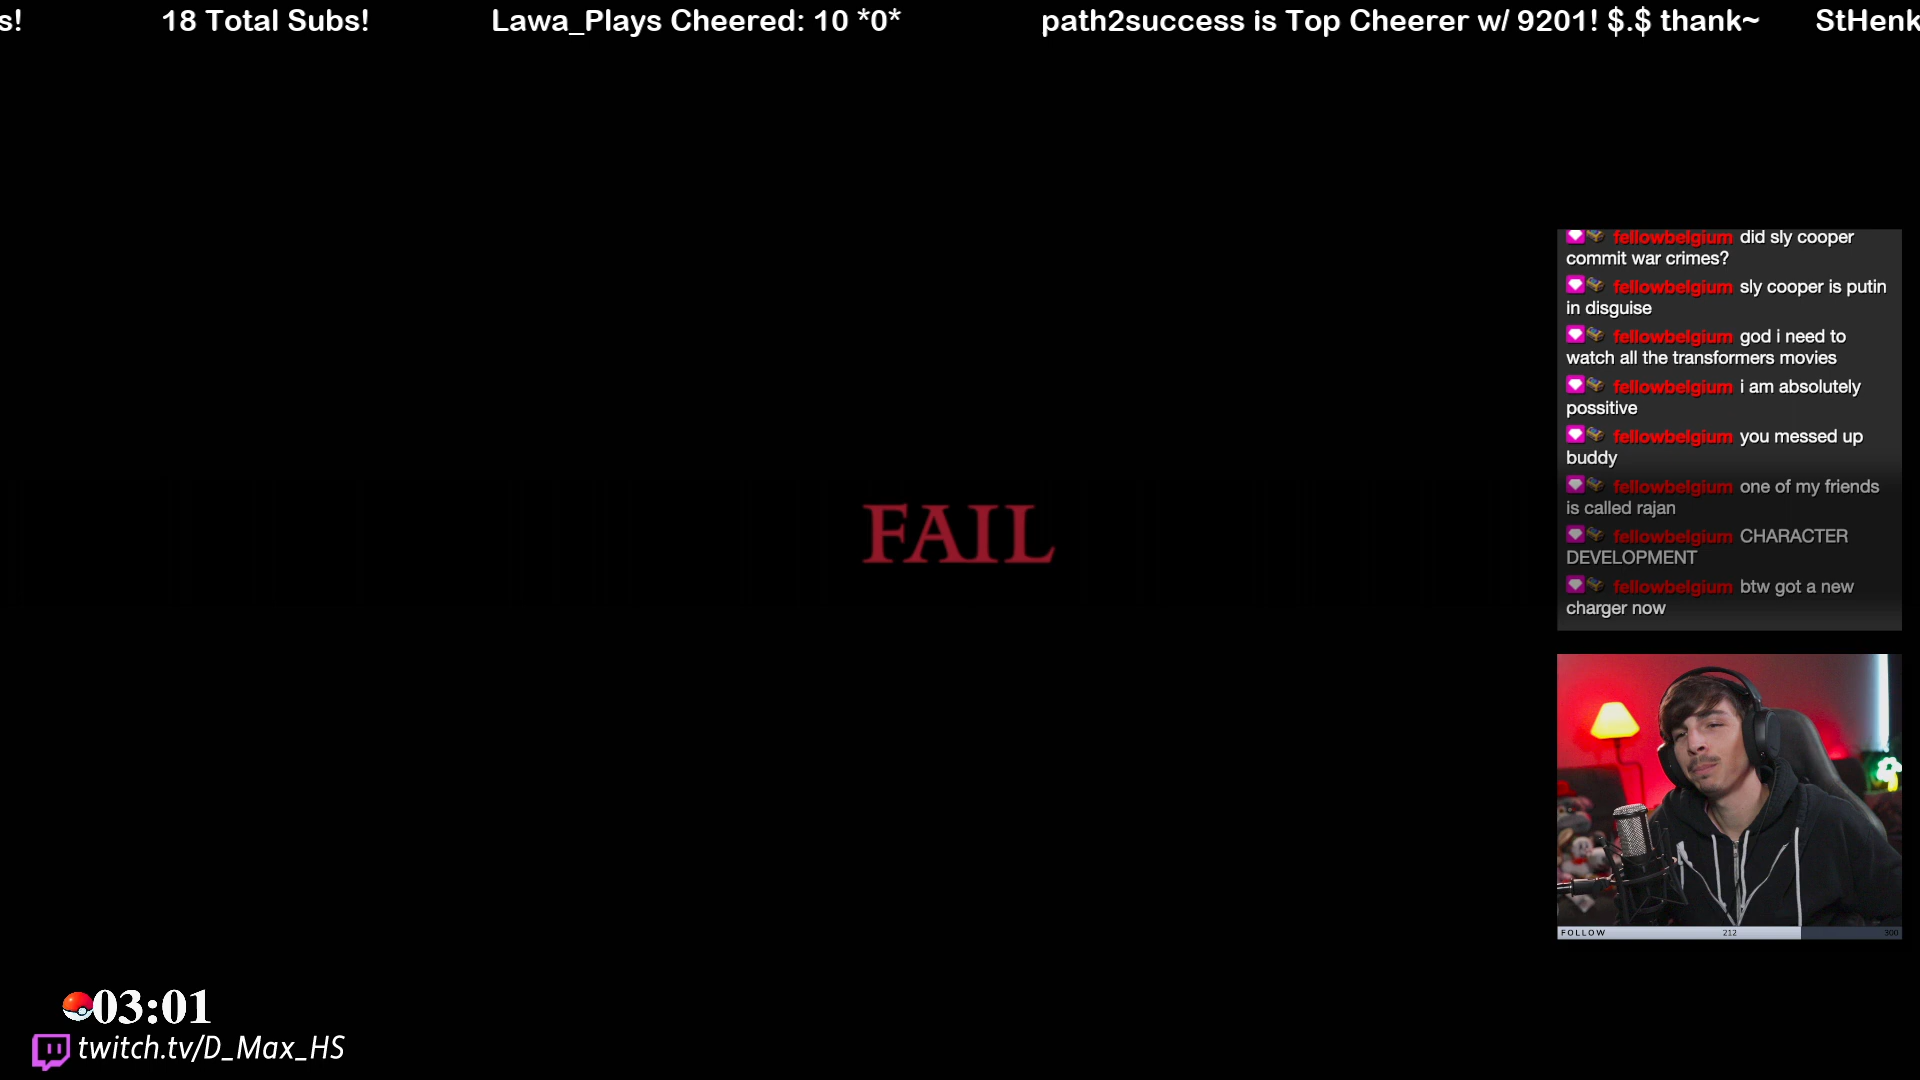 s! 18 Total Subs! Lawa_Plays Cheered: 10 *0* path2success is Top Cheerer w/ 9201! $.$ thank~ StHenk
fellowbelgium did sly cooper
commit war crimes?
fellowbelgium sly cooper is putin
in disguise
fellowbelgium god i need to
watch all the transformers movies
fellowbelgium i am absolutely
possitive
fellowbelgium you messed up
buddy
fellowbelgium one of my friends
is called rajan
fellowbelgium CHARACTER
DEVELOPMENT
fellowbelgium btw got a new
charger now
FAIL
FOLLOW 212 300
03:01
twitch.tv/D_Max_HS